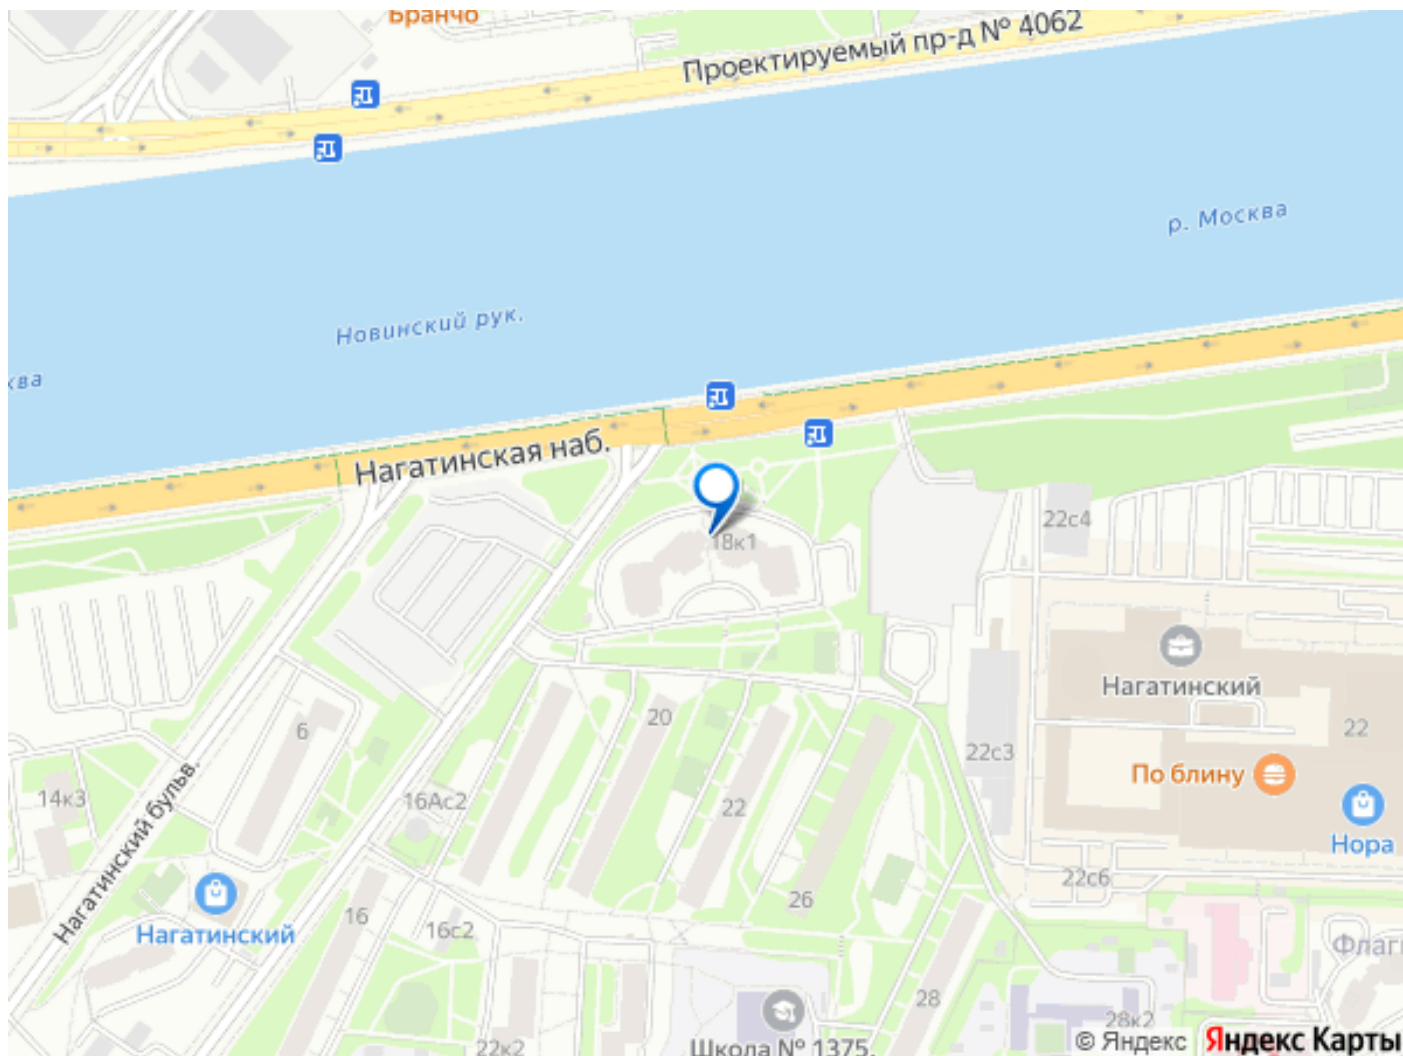 Бранчо
Проектируемый пр-д № 4062
р. Москва
Новинский рук.
ква
Нагатинская наб.
18к1
22с4
Нагатинский
22
20
6
22с3
По блину
14к3
16Ас2
22
Нора
Нагатинский бульв.
22с6
26
16
16с2
Нагатинский
Флаг
28
28к2
22к2
Школа № 1375,
© Яндекс Яндекс Карты